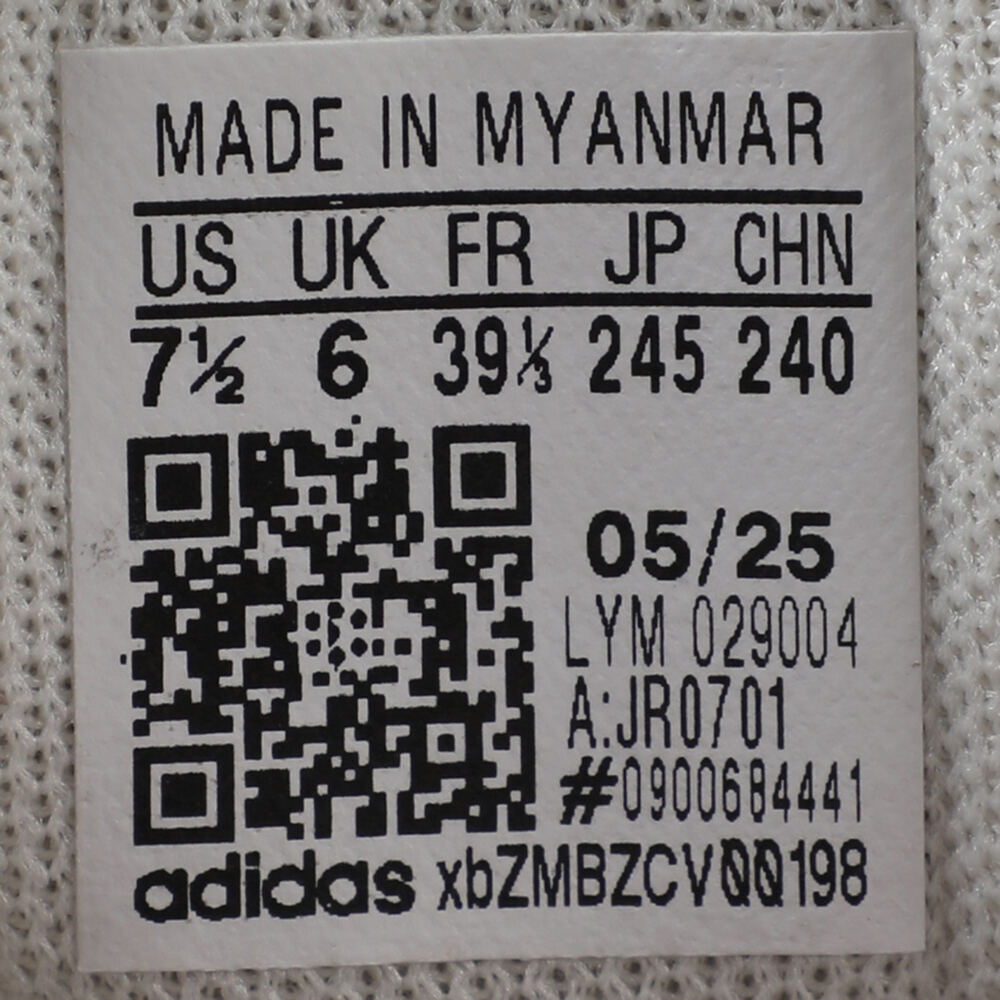 MADE IN MYANMAR
US UK FR JP CHN
7½ 6 39⅓ 245 240
05/25
LYM 029004
A:JR0701
#0900684441
adidas xbZMBZCV00198